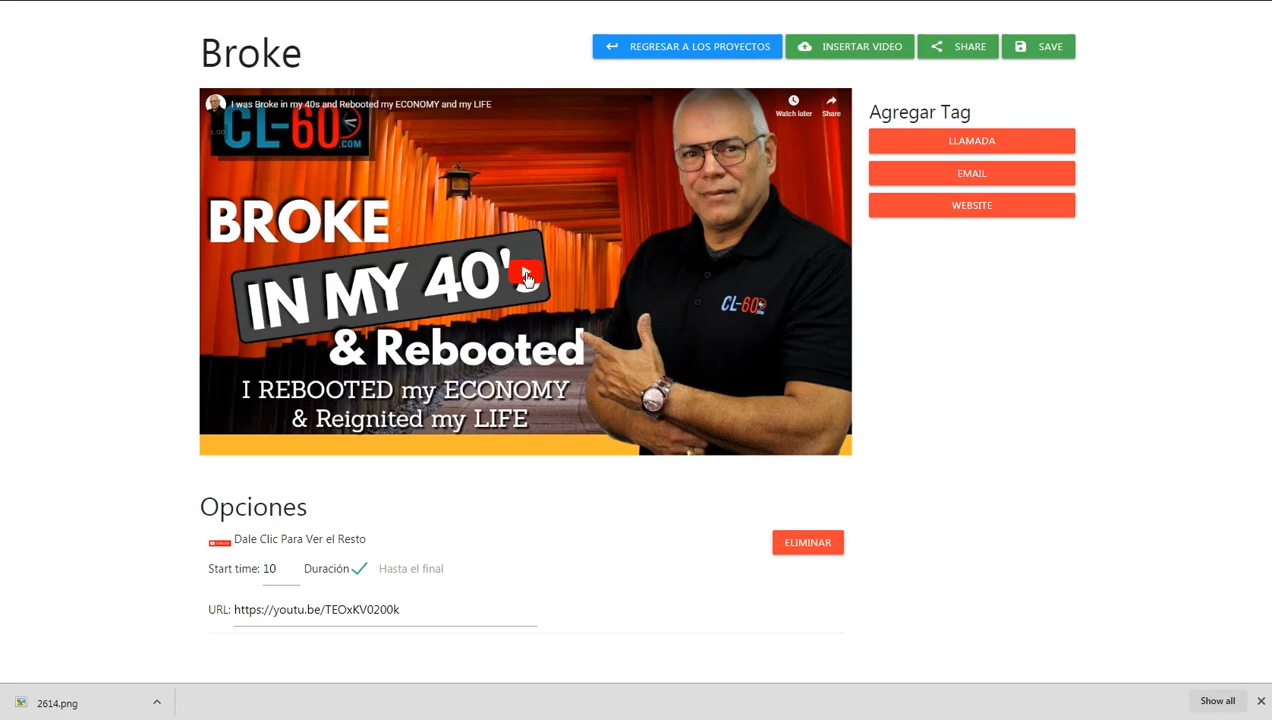 Broke
REGRESAR A LOS PROYECTOS
INSERTAR VIDEO
SHARE
SAVE
I was Broke in my 40s and Rebooted my ECONOMY and my LIFE
Watch later
Share
1.00
CL-60
.COM
BROKE
IN MY 40's
& Rebooted
I REBOOTED my ECONOMY
& Reignited my LIFE
CL-60
Agregar Tag
LLAMADA
EMAIL
WEBSITE
Opciones
Dale Clic Para Ver el Resto
ELIMINAR
Start time: 10 Duración Hasta el final
URL: https://youtu.be/TEOxKV0200k
2614.png
Show all